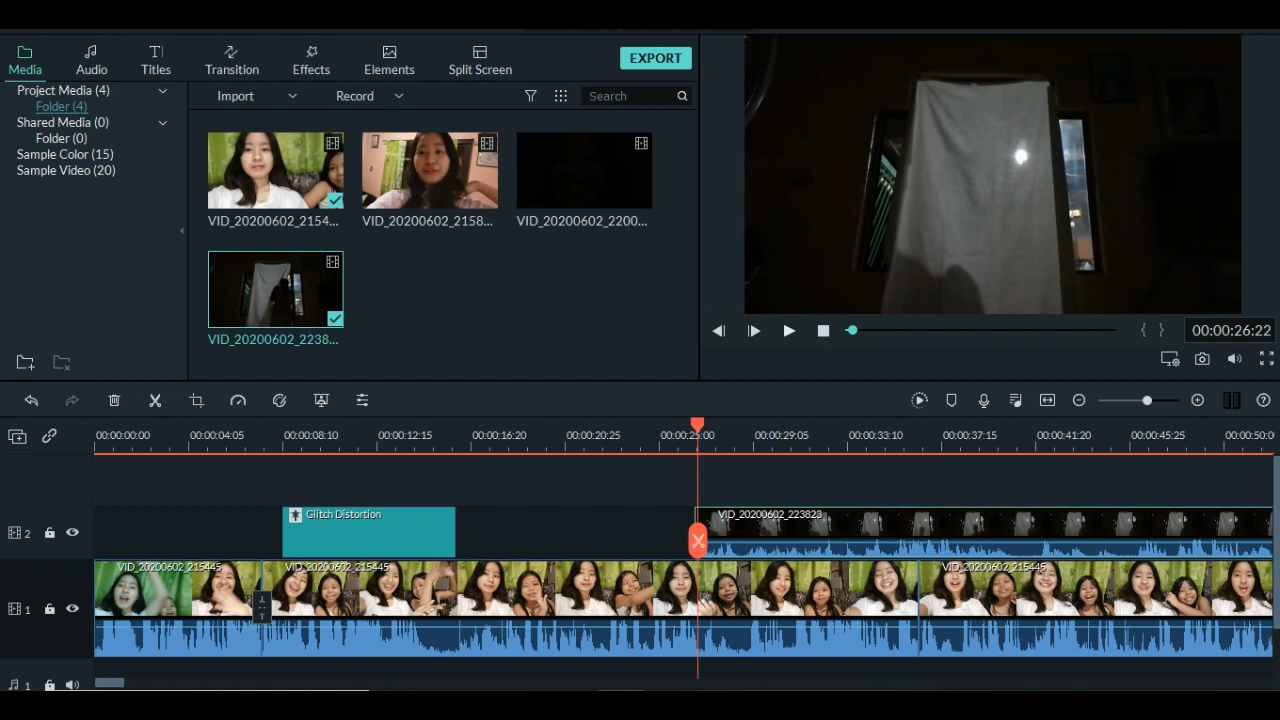 Media Audio Titles Transition Effects Elements Split Screen EXPORT
Project Media (4)
Folder (4)
Shared Media (0)
Folder (0)
Sample Color (15)
Sample Video (20)
Import Record Search
VID_20200602_2154... VID_20200602_2158... VID_20200602_2200...
VID_20200602_2238...
00:00:26:22
00:00:00:00 00:00:04:05 00:00:08:10 00:00:12:15 00:00:16:20 00:00:20:25 00:00:25:00 00:00:29:05 00:00:33:10 00:00:37:15 00:00:41:20 00:00:45:25 00:00:50:0
2 Glitch Distortion VID_20200602_223823
VID_20200602_215445 VID_20200602_215445 VID_20200602_215445
1
1